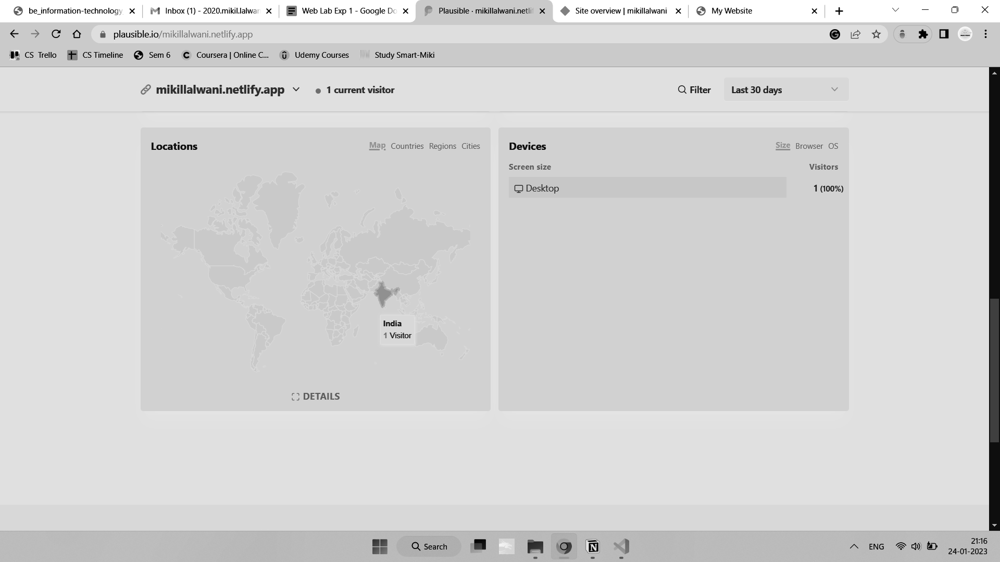 be_information-technology
Inbox (1) - 2020.mikil.lalwan
Web Lab Exp 1 - Google Do
Plausible · mikillalwani.netlif
Site overview | mikillalwani
My Website
plausible.io/mikillalwani.netlify.app
CS Trello
CS Timeline
Sem 6
Coursera | Online C...
Udemy Courses
Study Smart-Miki
mikillalwani.netlify.app
1 current visitor
Filter
Last 30 days
Locations
Map Countries Regions Cities
India
1 Visitor
DETAILS
Devices
Size Browser OS
Screen size Visitors
Desktop 1 (100%)
Search
ENG
21:16
24-01-2023